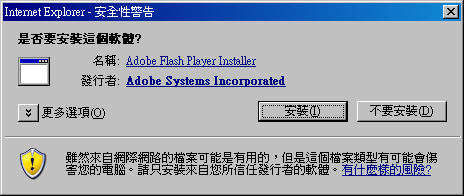 Internet Explorer - 安全性警告
是否要安裝這個軟體?
名稱: Adobe Flash Player Installer
發行者: Adobe Systems Incorporated
更多選項(O)
安裝(I)
不要安裝(D)
雖然來自網際網路的檔案可能是有用的，但是這個檔案類型有可能會傷
害您的電腦。請只安裝來自您所信任發行者的軟體。有什麼樣的風險?